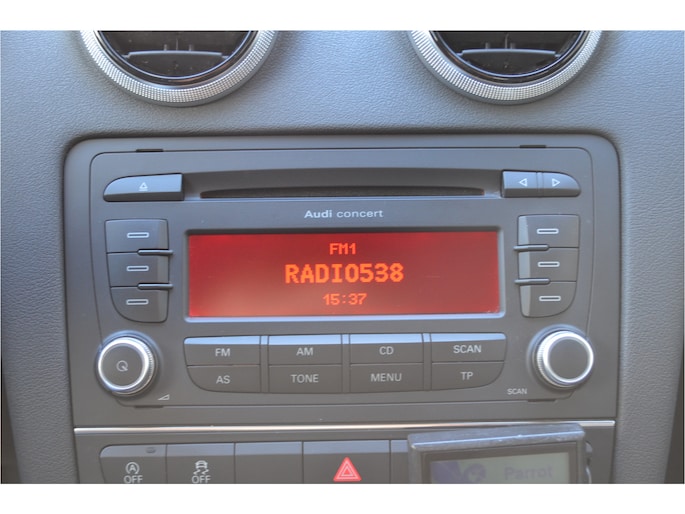 Audi concert
FM1
RADIO538
15:37
FM AM CD SCAN
AS TONE MENU TP
SCAN
OFF OFF
Parrot